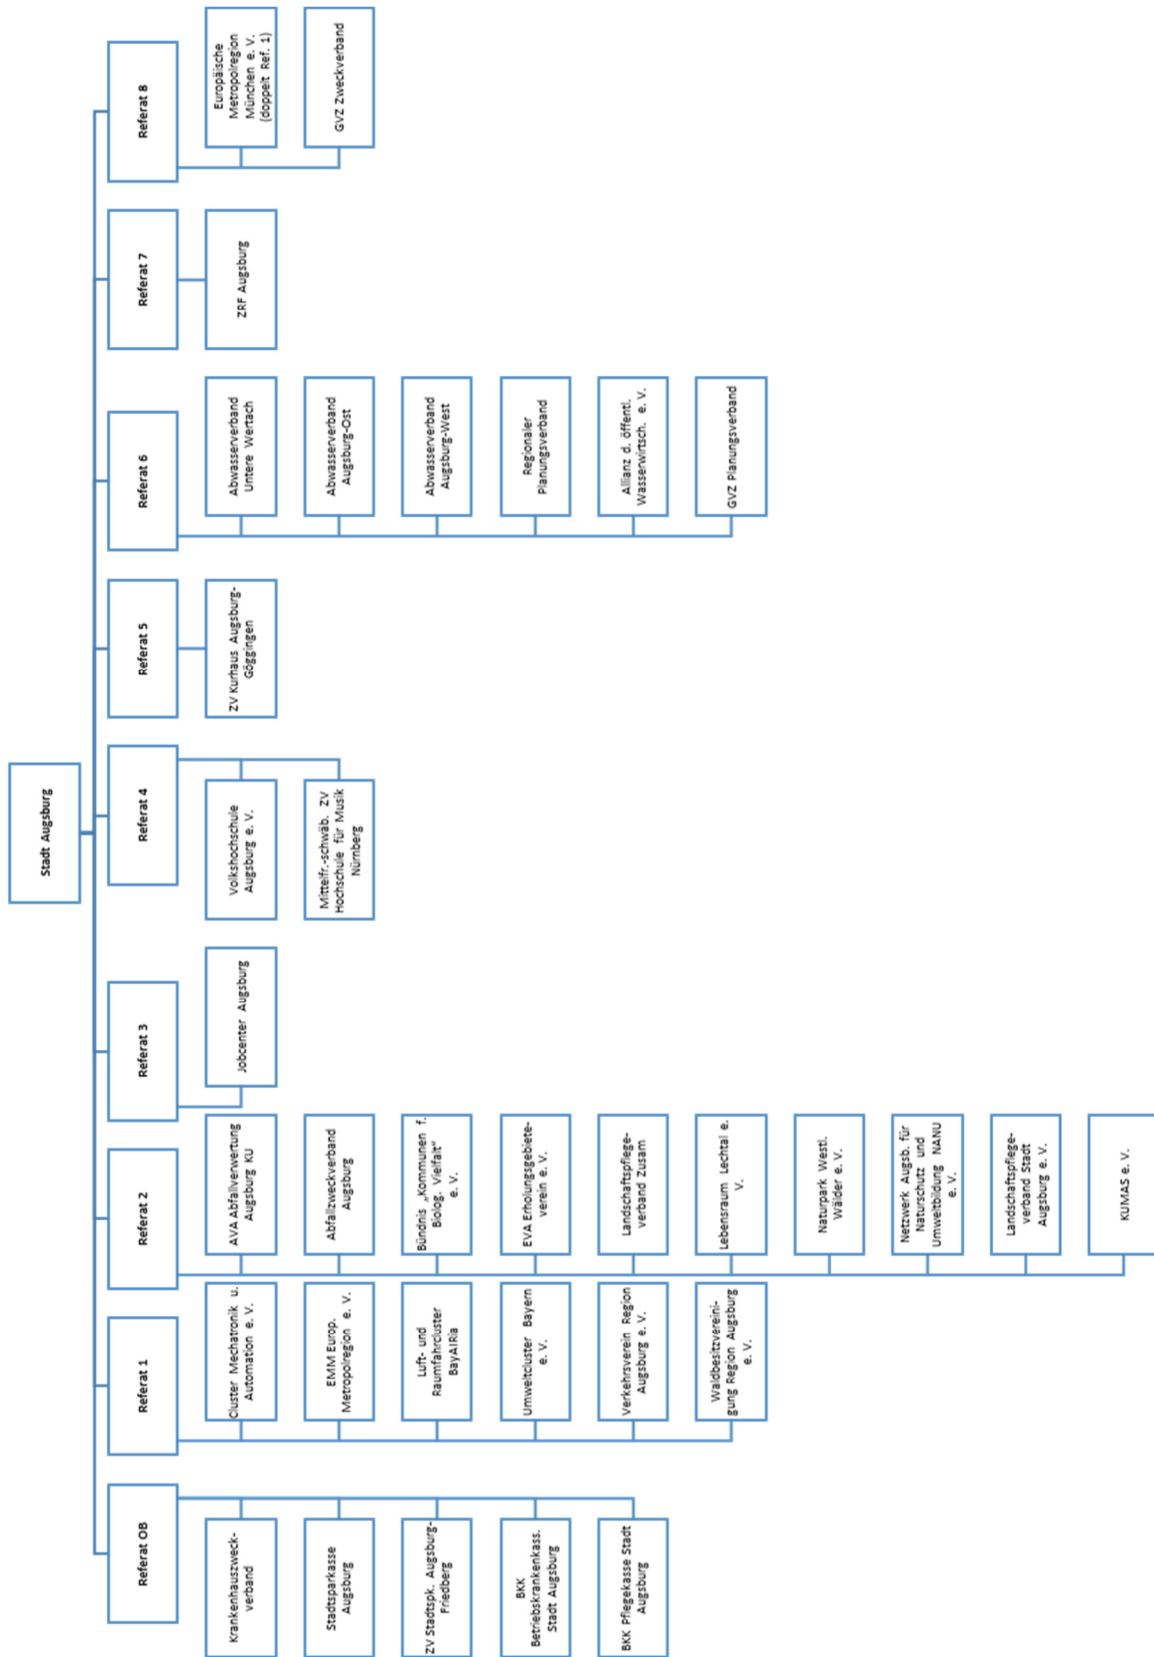 Stadt Augsburg
Referat OB
Krankenhauszweck-
verband
Stadtsparkasse
Augsburg
ZV Stadtspk. Augsburg-
Friedberg
BKK
Betriebskrankenkass.
Stadt Augsburg
BKK Pflegekasse Stadt
Augsburg
Referat 1
Cluster Mechatronik u.
Automation e. V.
EMM Europ.
Metropolregion e. V.
Luft- und
Raumfahrcluster
BayAIRia
Umweltcluster Bayern
e. V.
Verkehrsverein Region
Augsburg e. V.
Waldbesitzvereini-
gung Region Augsburg
e. V.
Referat 2
AVA Abfallverwertung
Augsburg KU
Abfallzweckverband
Augsburg
Bündnis „Kommunen f.
Biolog. Vielfalt"
e. V.
EVA Erholungsgebiete-
verein e. V.
Landschaftspflege-
verband Zusam
Lebensraum Lechtal e.
V.
Naturpark Westl.
Wälder e. V.
Netzwerk Augsb. für
Naturschutz und
Umweltbildung NANU
e. V.
Landschaftspflege-
verband Stadt
Augsburg e. V.
KUMAS e. V.
Referat 3
Jobcenter Augsburg
Referat 4
Volkshochschule
Augsburg e. V.
Mittelfr.-schwäb. ZV
Hochschule für Musik
Nürnberg
Referat 5
ZV Kurhaus Augsburg-
Göggingen
Referat 6
Abwasserverband
Untere Wertach
Abwasserverband
Augsburg-Ost
Abwasserverband
Augsburg-West
Regionaler
Planungsverband
Allianz d. öffentl.
Wasserwirtsch. e. V.
GVZ Planungsverband
Referat 7
ZRF Augsburg
Referat 8
Europäische
Metropolregion
München e. V.
(doppelt Ref. 1)
GVZ Zweckverband